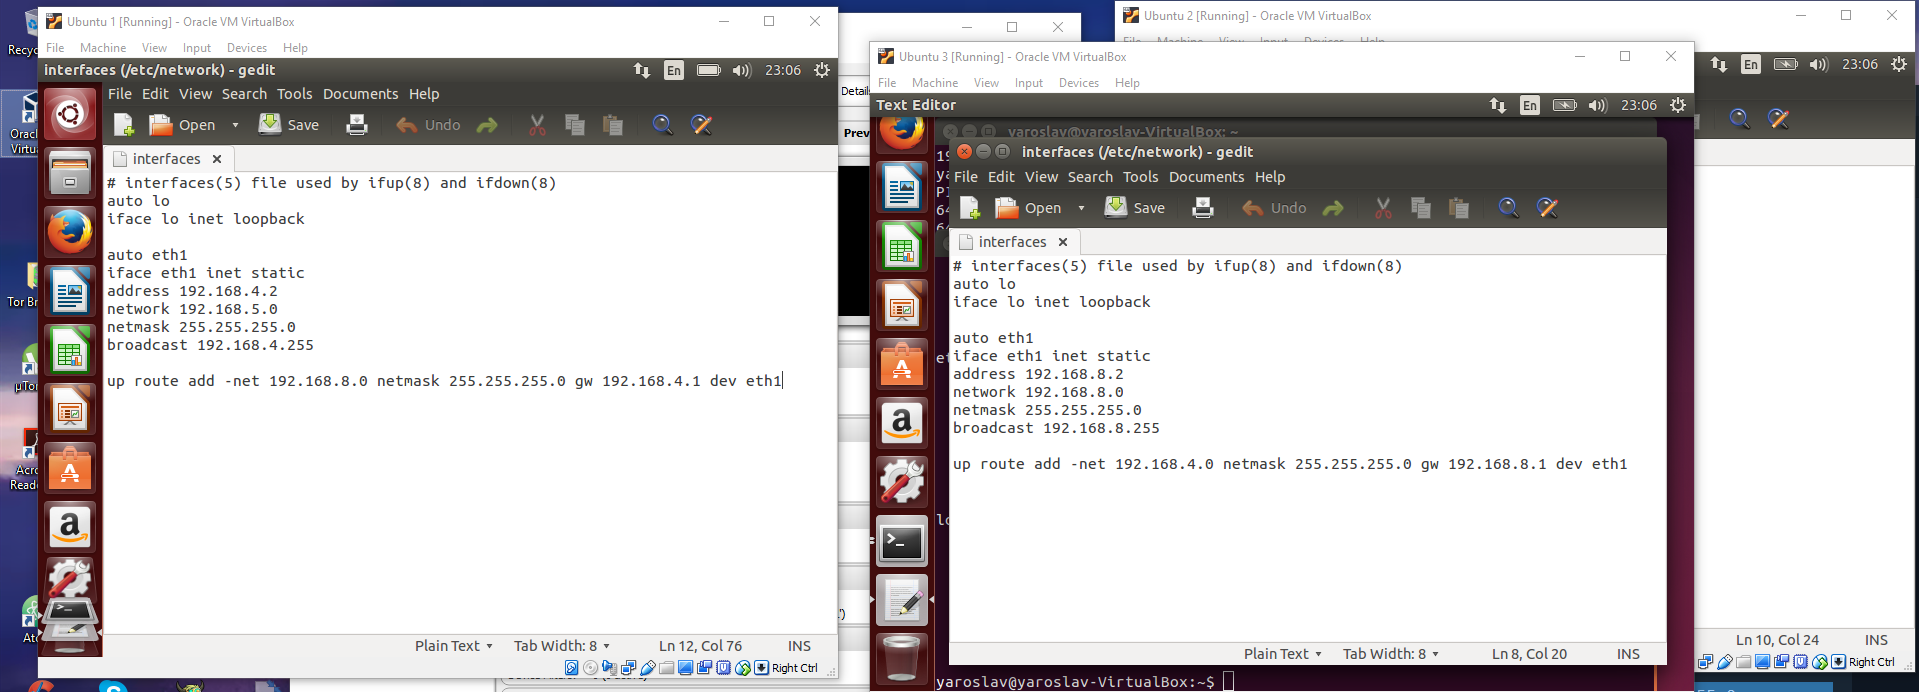 Ubuntu 1 [Running] - Oracle VM VirtualBox
File Machine View Input Devices Help
interfaces (/etc/network) - gedit
En 23:06
File Edit View Search Tools Documents Help
Open Save Undo
interfaces
# interfaces(5) file used by ifup(8) and ifdown(8)
auto lo
iface lo inet loopback
auto eth1
iface eth1 inet static
address 192.168.4.2
network 192.168.5.0
netmask 255.255.255.0
broadcast 192.168.4.255
up route add -net 192.168.8.0 netmask 255.255.255.0 gw 192.168.4.1 dev eth1
Plain Text Tab Width: 8 Ln 12, Col 76 INS
Right Ctrl
Ubuntu 3 [Running] - Oracle VM VirtualBox
File Machine View Input Devices Help
Text Editor
En 23:06
yaroslav@yaroslav-VirtualBox: ~
interfaces (/etc/network) - gedit
File Edit View Search Tools Documents Help
Open Save Undo
interfaces
# interfaces(5) file used by ifup(8) and ifdown(8)
auto lo
iface lo inet loopback
auto eth1
iface eth1 inet static
address 192.168.8.2
network 192.168.8.0
netmask 255.255.255.0
broadcast 192.168.8.255
up route add -net 192.168.4.0 netmask 255.255.255.0 gw 192.168.8.1 dev eth1
Plain Text Tab Width: 8 Ln 8, Col 20 INS
yaroslav@yaroslav-VirtualBox:~$
Ubuntu 2 [Running] - Oracle VM VirtualBox
File Machine View Input Devices Help
En 23:06
Ln 10, Col 24 INS
Right Ctrl